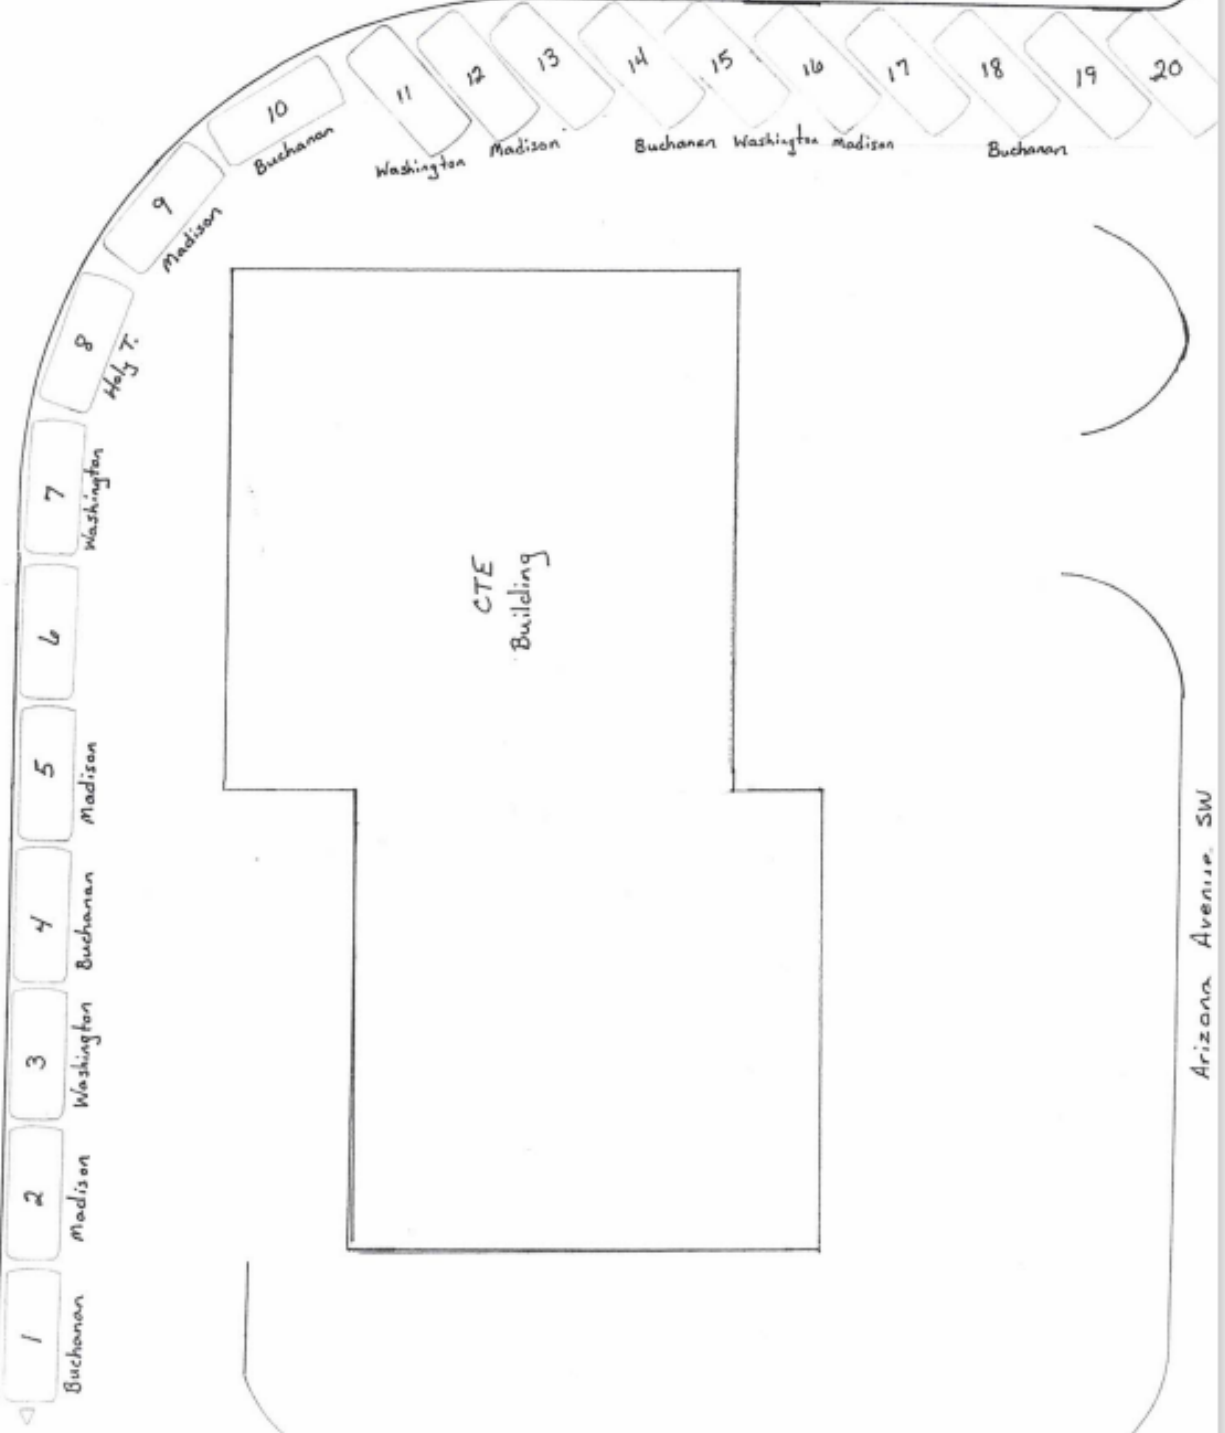 10
11
12
13
14
15
16
17
18
19
20
Buchanan
Washington
Madison
Buchanan
Washington
Madison
Buchanan
9
Madison
8
Holy T.
7
Washington
6
5
Madison
4
Buchanan
3
Washington
2
Madison
1
Buchanan
CTE
Building
Arizona Avenue SW